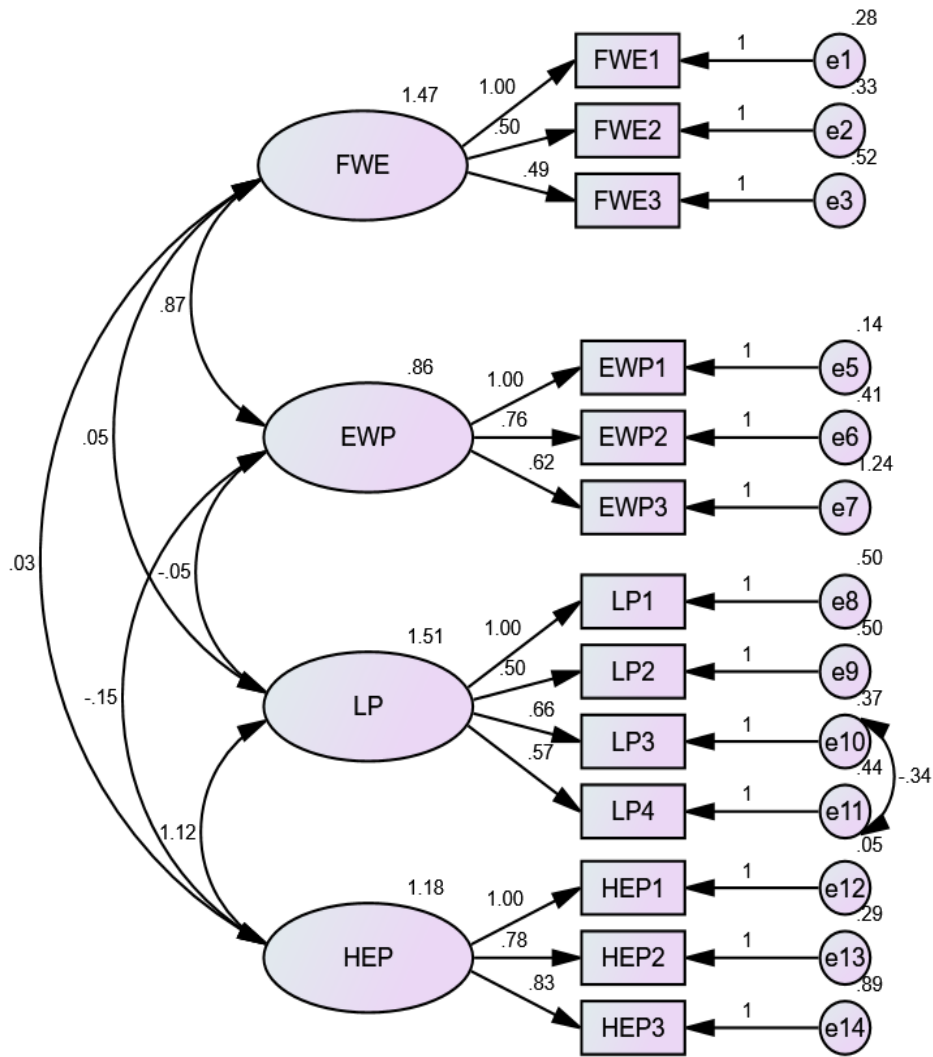 .28
1
FWE1
e1
1.00
1.47
.33
.50
1
FWE2
e2
FWE
.52
.49
1
FWE3
e3
.87
.14
1
EWP1
e5
.86
1.00
.41
.76
1
EWP2
e6
EWP
.05
1.24
.62
1
EWP3
e7
.03
-.05
.50
1
LP1
e8
1.51
1.00
.50
.50
1
LP2
e9
-.15
LP
.37
.66
1
LP3
e10
.57
.44
-.34
1
LP4
e11
1.12
.05
1
HEP1
e12
1.18
1.00
.29
.78
1
HEP2
e13
HEP
.89
.83
1
HEP3
e14